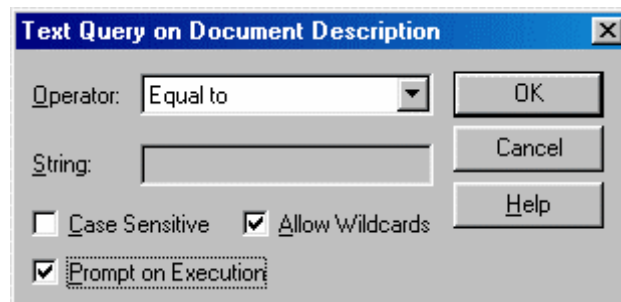 Text Query on Document Description
Operator: Equal to OK
String: Cancel
Case Sensitive Allow Wildcards Help
Prompt on Execution